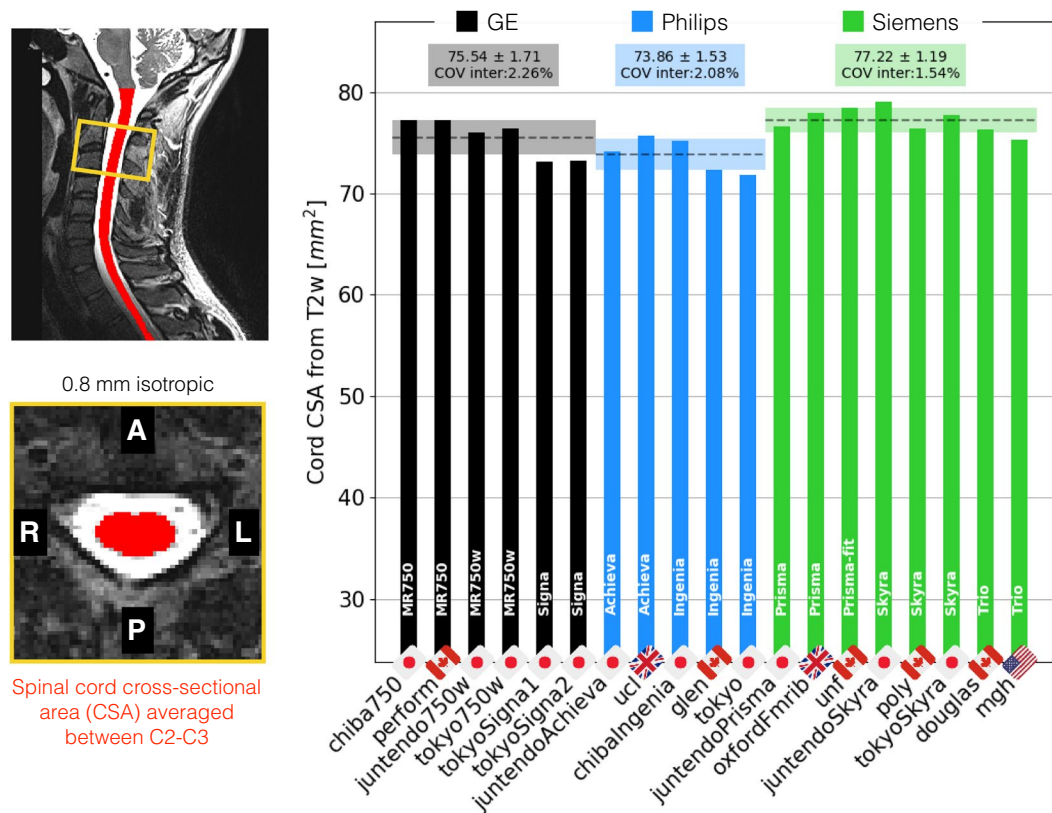 0.8 mm isotropic
A
R
L
P
Spinal cord cross-sectional
area (CSA) averaged
between C2-C3
GE
Philips
Siemens
75.54 ± 1.71
COV inter:2.26%
73.86 ± 1.53
COV inter:2.08%
77.22 ± 1.19
COV inter:1.54%
Cord CSA from T2w [mm²]
80
70
60
50
40
30
MR750
MR750
MR750w
MR750w
Signa
Signa
Achieva
Achieva
Ingenia
Ingenia
Ingenia
Prisma
Prisma
Prisma-fit
Skyra
Skyra
Skyra
Trio
Trio
chiba750
perform
juntendo750w
tokyo750w
tokyoSigna1
tokyoSigna2
juntendoAchieva
ucl
chibaIngenia
glen
tokyo
juntendoPrisma
oxfordFmrib
unf
juntendoSkyra
poly
tokyoSkyra
douglas
mgh